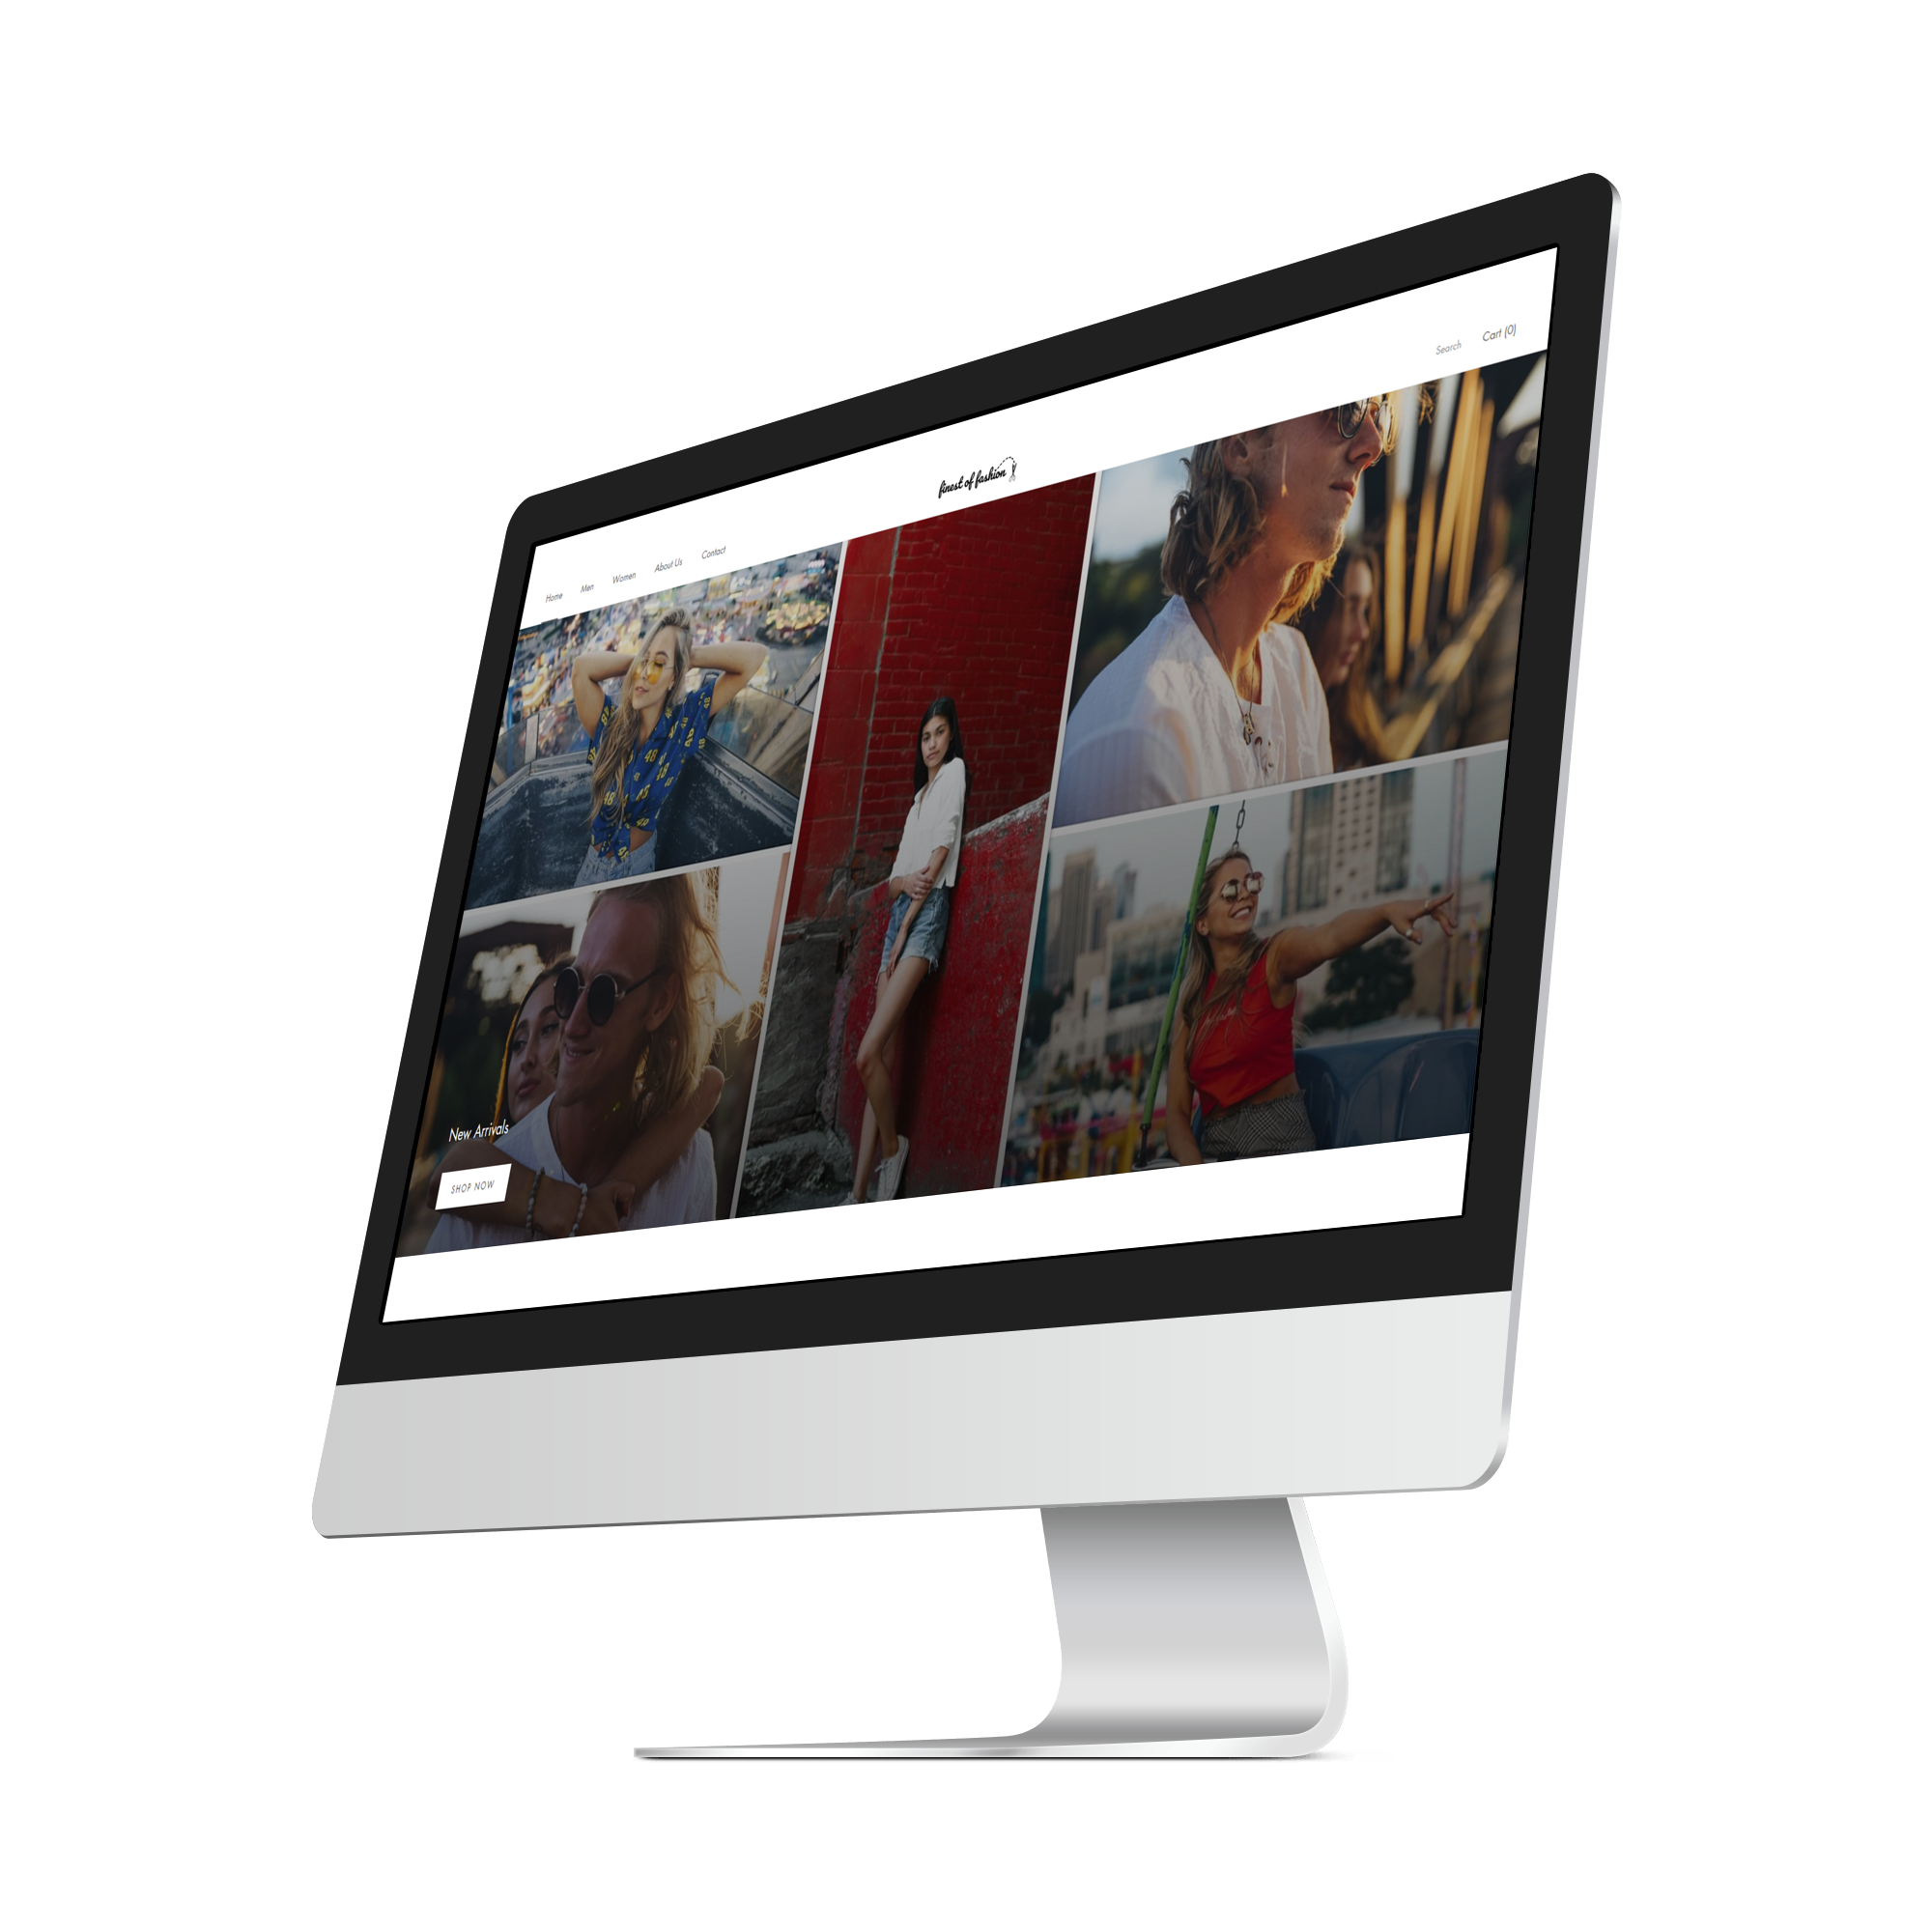 Home Men Women About Us Contact
finest of fashion
Search Cart (0)
New Arrivals
SHOP NOW